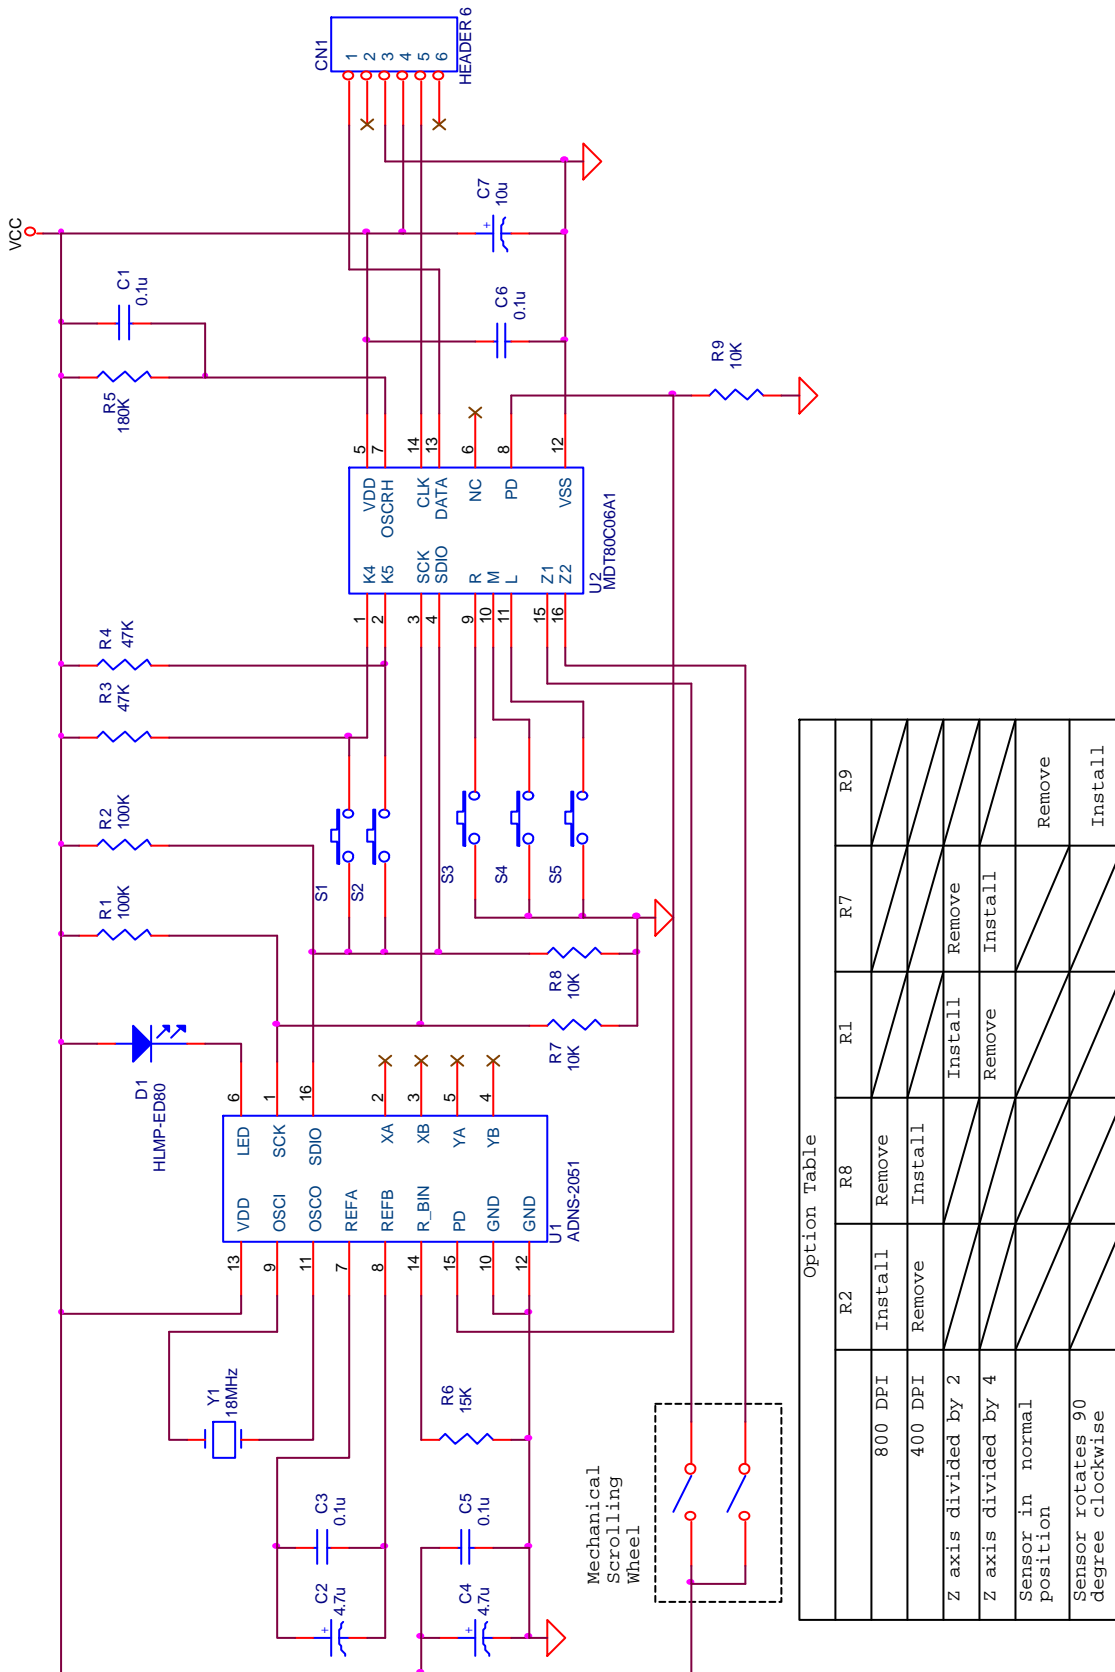 VCC
CN1
1
2
3
4
5
6
HEADER 6
D1
HLMP-ED80
R1
100K
R2
100K
R3
47K
R4
47K
R5
180K
C1
0.1u
C7
10u
+
C6
0.1u
R9
10K
U1
ADNS-2051
13 VDD
9 OSCI
11 OSCO
7 REFA
8 REFB
14 R_BIN
15 PD
10 GND
12 GND
LED 6
SCK 1
SDIO 16
XA 2
XB 3
YA 5
YB 4
U2
MDT80C06A1
1 K4
2 K5
3 SCK
4 SDIO
9 R
10 M
11 L
15 Z1
16 Z2
VDD 5
OSCRH 7
CLK 14
DATA 13
NC 6
PD 8
VSS 12
S1
S2
S3
S4
S5
R8
10K
R7
10K
Y1
18MHz
R6
15K
C3
0.1u
C5
0.1u
C2
4.7u
+
C4
4.7u
+
Mechanical
Scrolling
Wheel
Option Table
R2 R8 R1 R7 R9
800 DPI Install Remove
400 DPI Remove Install
Z axis divided by 2 Install Remove
Z axis divided by 4 Remove Install
Sensor in normal
position Remove
Sensor rotates 90
degree clockwise Install